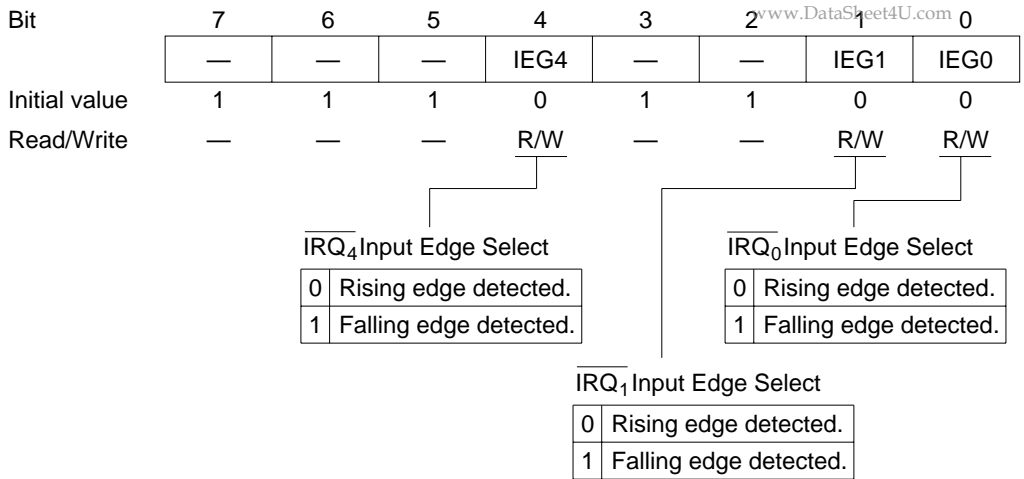 www.DataSheet4U.com
Bit 7 6 5 4 3 2 1 0
— — — IEG4 — — IEG1 IEG0
Initial value 1 1 1 0 1 1 0 0
Read/Write — — — R/W — — R/W R/W
IRQ4 Input Edge Select
0 Rising edge detected.
1 Falling edge detected.
IRQ0 Input Edge Select
0 Rising edge detected.
1 Falling edge detected.
IRQ1 Input Edge Select
0 Rising edge detected.
1 Falling edge detected.